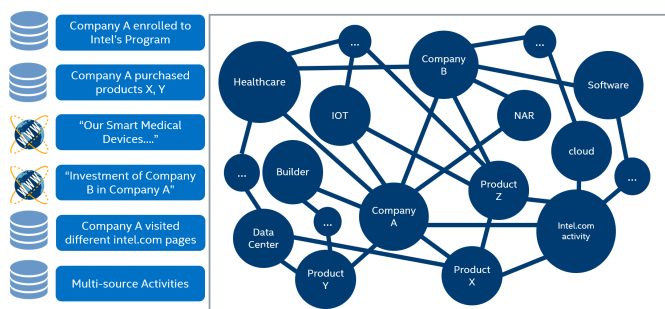 Company A enrolled to
Intel's Program
Company A purchased
products X, Y
WWW
“Our Smart Medical
Devices....”
WWW
“Investment of Company
B in Company A”
Company A visited
different intel.com pages
Multi-source Activities
...
Company
B
...
Healthcare
Software
IOT
NAR
cloud
...
Builder
Product
Z
...
Company
A
...
Data
Center
Intel.com
activity
Product
Y
Product
X